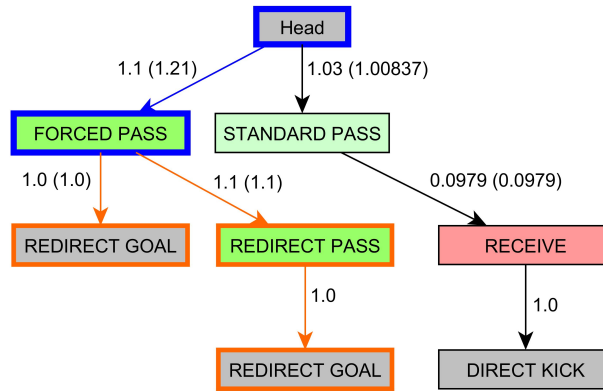 Head
1.1 (1.21)
1.03 (1.00837)
FORCED PASS
STANDARD PASS
1.0 (1.0)
1.1 (1.1)
0.0979 (0.0979)
REDIRECT GOAL
REDIRECT PASS
RECEIVE
1.0
1.0
REDIRECT GOAL
DIRECT KICK